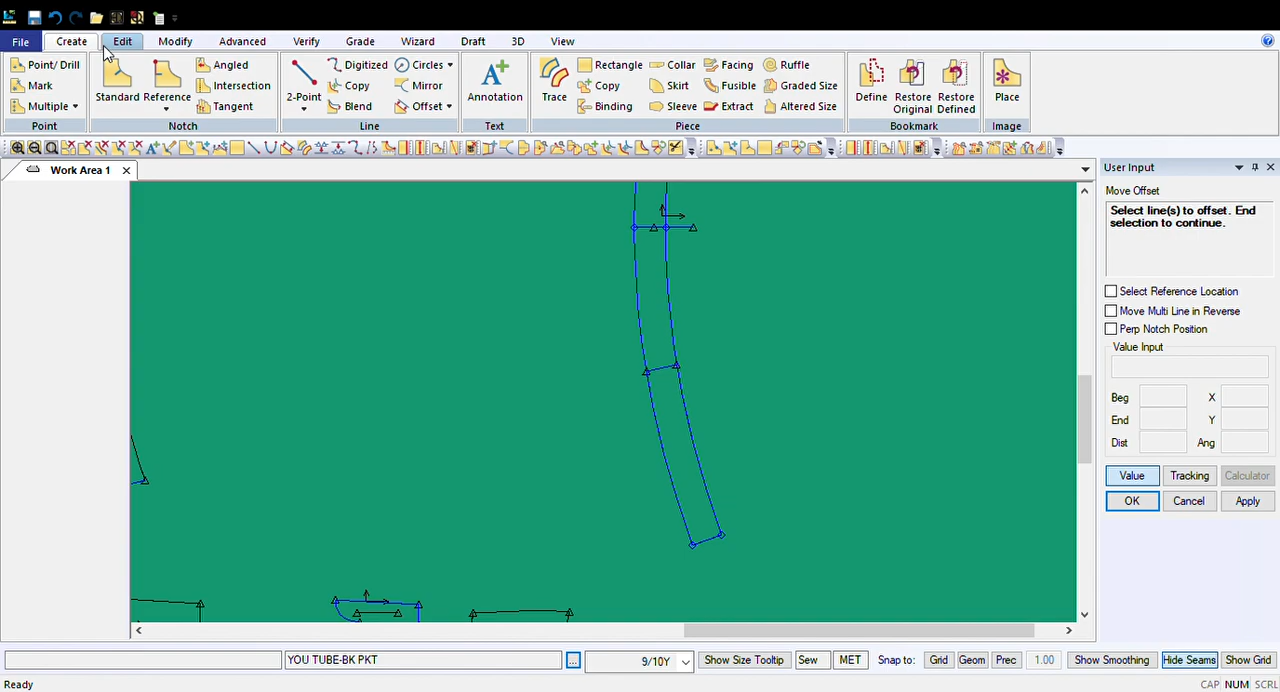 File Create Edit Modify Advanced Verify Grade Wizard Draft 3D View
Point/ Drill
Mark
Multiple
Point
Standard
Reference
Angled
Intersection
Tangent
Notch
2-Point
Digitized
Copy
Blend
Circles
Mirror
Offset
Line
Annotation
Text
Trace
Rectangle
Copy
Binding
Collar
Skirt
Sleeve
Facing
Fusible
Extract
Ruffle
Graded Size
Altered Size
Piece
Define
Restore
Original
Restore
Defined
Bookmark
Place
Image
Work Area 1
User Input
Move Offset
Select line(s) to offset. End
selection to continue.
Select Reference Location
Move Multi Line in Reverse
Perp Notch Position
Value Input
Beg X
End Y
Dist Ang
Value Tracking Calculator
OK Cancel Apply
YOU TUBE-BK PKT ... 9/10Y Show Size Tooltip Sew MET Snap to: Grid Geom Prec 1.00 Show Smoothing Hide Seams Show Grid
Ready CAP NUM SCRL